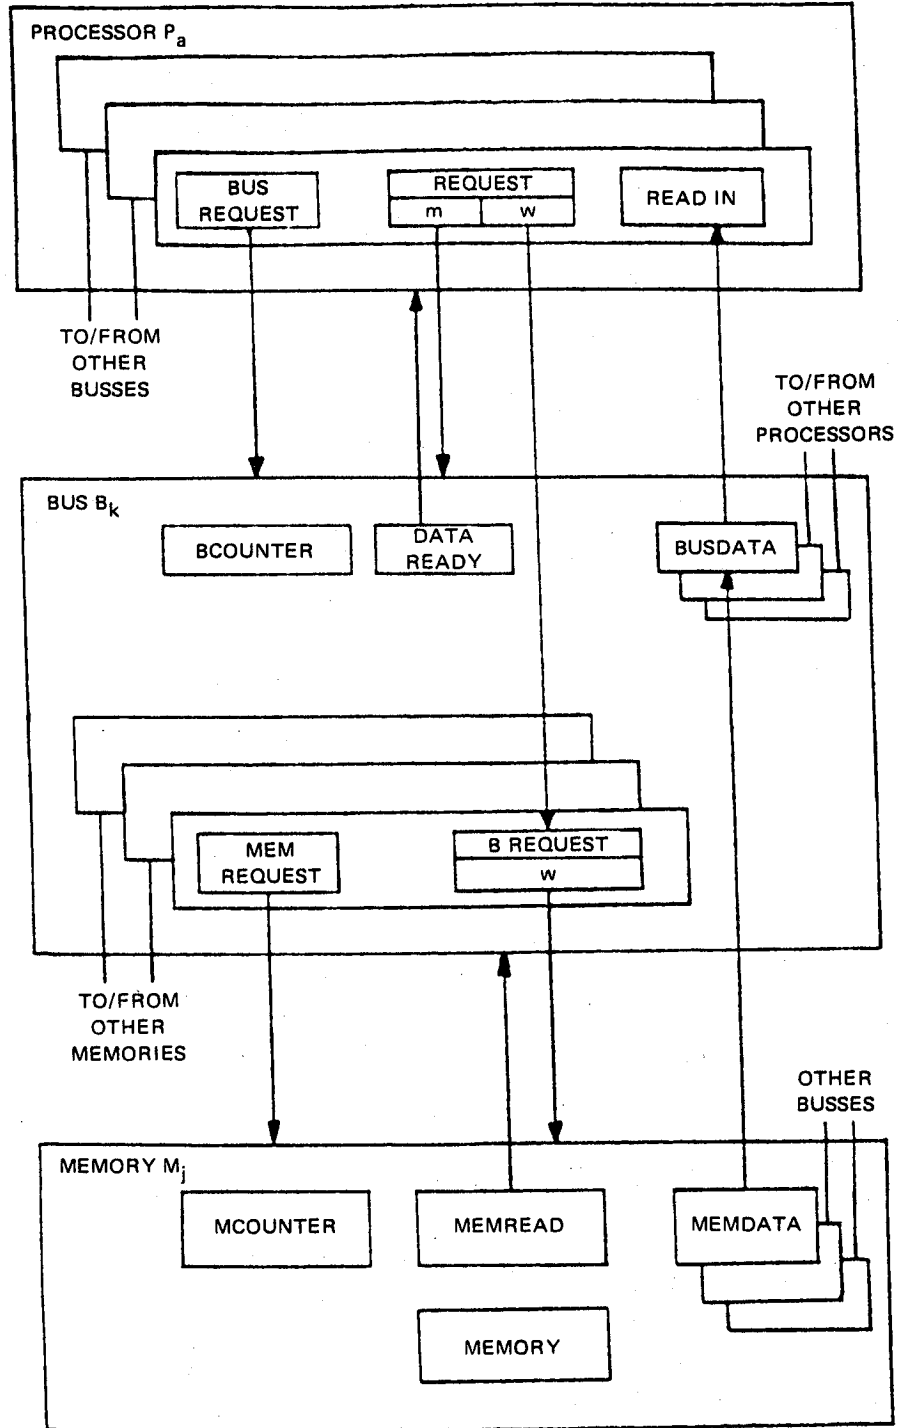 PROCESSOR Pa
BUS
REQUEST
REQUEST
m
w
READ IN
TO/FROM
OTHER
BUSSES
TO/FROM
OTHER
PROCESSORS
BUS Bk
BCOUNTER
DATA
READY
BUSDATA
MEM
REQUEST
B REQUEST
w
TO/FROM
OTHER
MEMORIES
OTHER
BUSSES
MEMORY Mj
MCOUNTER
MEMREAD
MEMDATA
MEMORY